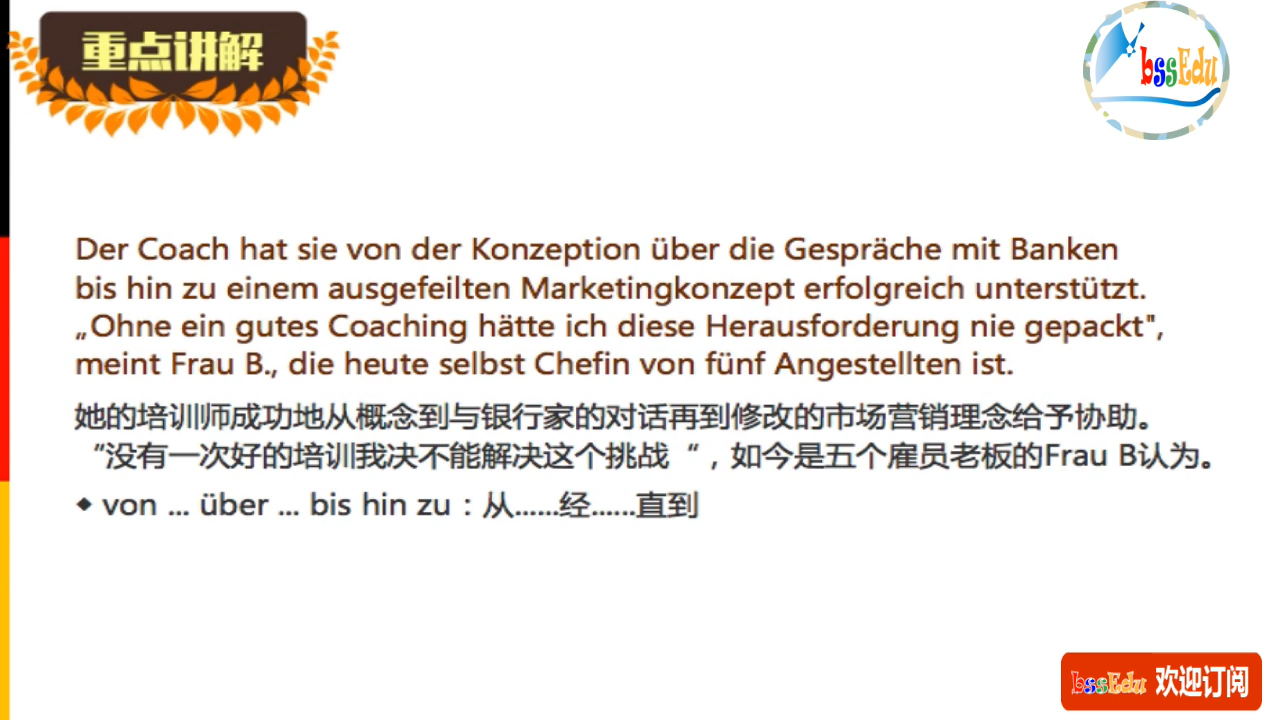 重点讲解
bssEdu
Der Coach hat sie von der Konzeption über die Gespräche mit Banken
bis hin zu einem ausgefeilten Marketingkonzept erfolgreich unterstützt.
„Ohne ein gutes Coaching hätte ich diese Herausforderung nie gepackt",
meint Frau B., die heute selbst Chefin von fünf Angestellten ist.
她的培训师成功地从概念到与银行家的对话再到修改的市场营销理念给予协助。
“没有一次好的培训我决不能解决这个挑战“，如今是五个雇员老板的Frau B认为。
◆ von ... über ... bis hin zu：从......经......直到
bssEdu 欢迎订阅